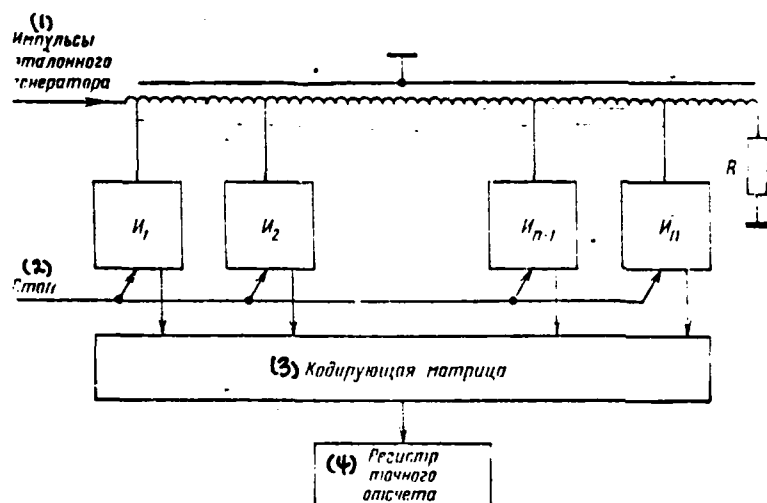 (1)
Импульсы
эталонного
генератора
R
И₁
И₂
Иₙ₋₁
Иₙ
(2)
Стоп
(3) Кодирующая матрица
(4) Регистр
точного
отсчета